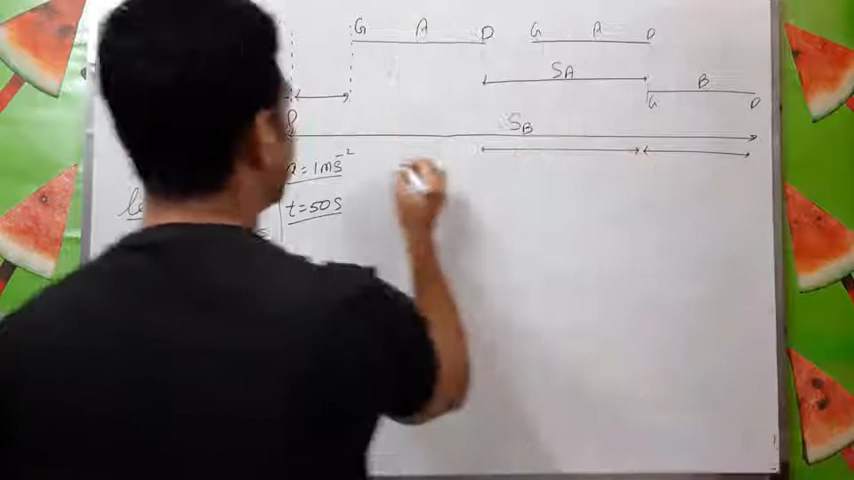 G A D G A D
SA
B
G D
D SB
a = 1ms⁻²
t = 50S